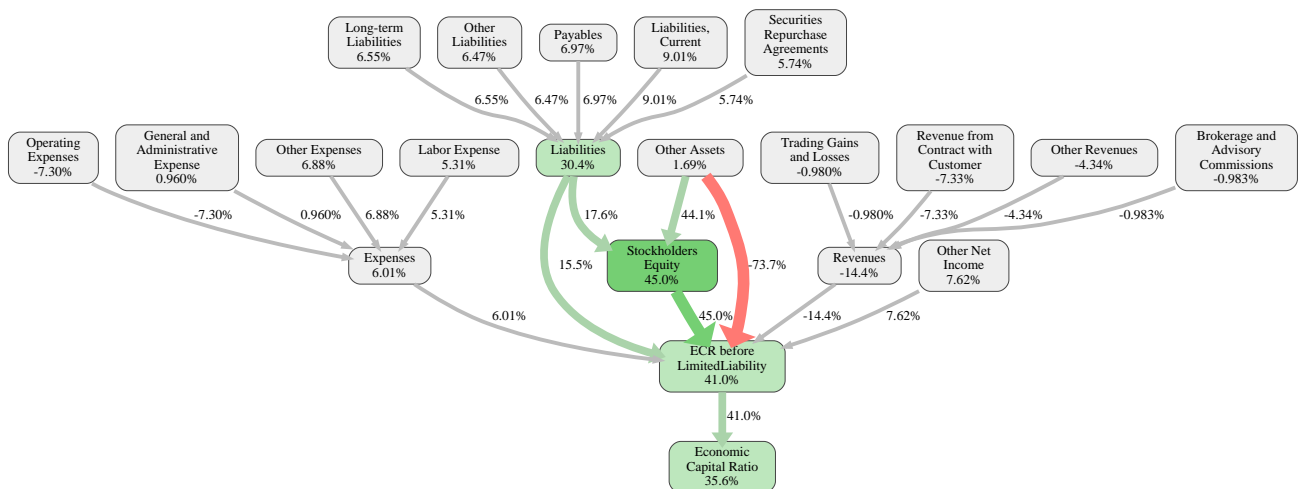 Long-term
Liabilities
6.55%
Other
Liabilities
6.47%
Payables
6.97%
Liabilities,
Current
9.01%
Securities
Repurchase
Agreements
5.74%
6.55%
6.47%
6.97%
9.01%
5.74%
Operating
Expenses
-7.30%
General and
Administrative
Expense
0.960%
Other Expenses
6.88%
Labor Expense
5.31%
Liabilities
30.4%
Other Assets
1.69%
Trading Gains
and Losses
-0.980%
Revenue from
Contract with
Customer
-7.33%
Other Revenues
-4.34%
Brokerage and
Advisory
Commissions
-0.983%
-7.30%
0.960%
6.88%
5.31%
17.6%
44.1%
-0.980%
-7.33%
-4.34%
-0.983%
Expenses
6.01%
15.5%
Stockholders
Equity
45.0%
-73.7%
Revenues
-14.4%
Other Net
Income
7.62%
6.01%
45.0%
-14.4%
7.62%
ECR before
LimitedLiability
41.0%
41.0%
Economic
Capital Ratio
35.6%